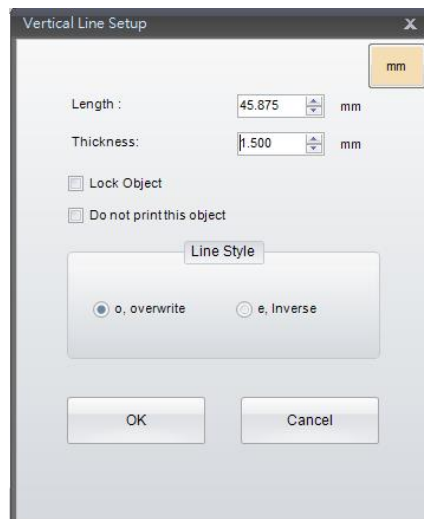 Vertical Line Setup X
mm
Length : 45.875 mm
Thickness: 1.500 mm
Lock Object
Do not print this object
Line Style
o, overwrite e, Inverse
OK Cancel